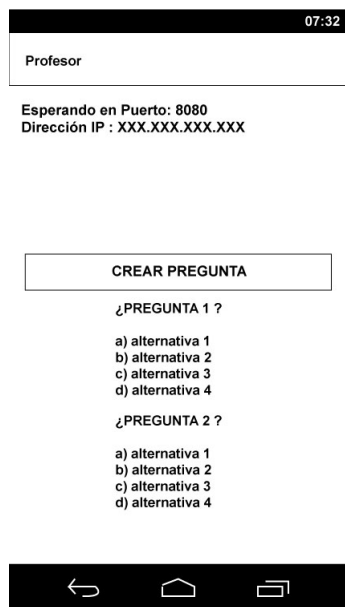 07:32
Profesor
Esperando en Puerto: 8080
Dirección IP : XXX.XXX.XXX.XXX
CREAR PREGUNTA
¿PREGUNTA 1 ?
a) alternativa 1
b) alternativa 2
c) alternativa 3
d) alternativa 4
¿PREGUNTA 2 ?
a) alternativa 1
b) alternativa 2
c) alternativa 3
d) alternativa 4